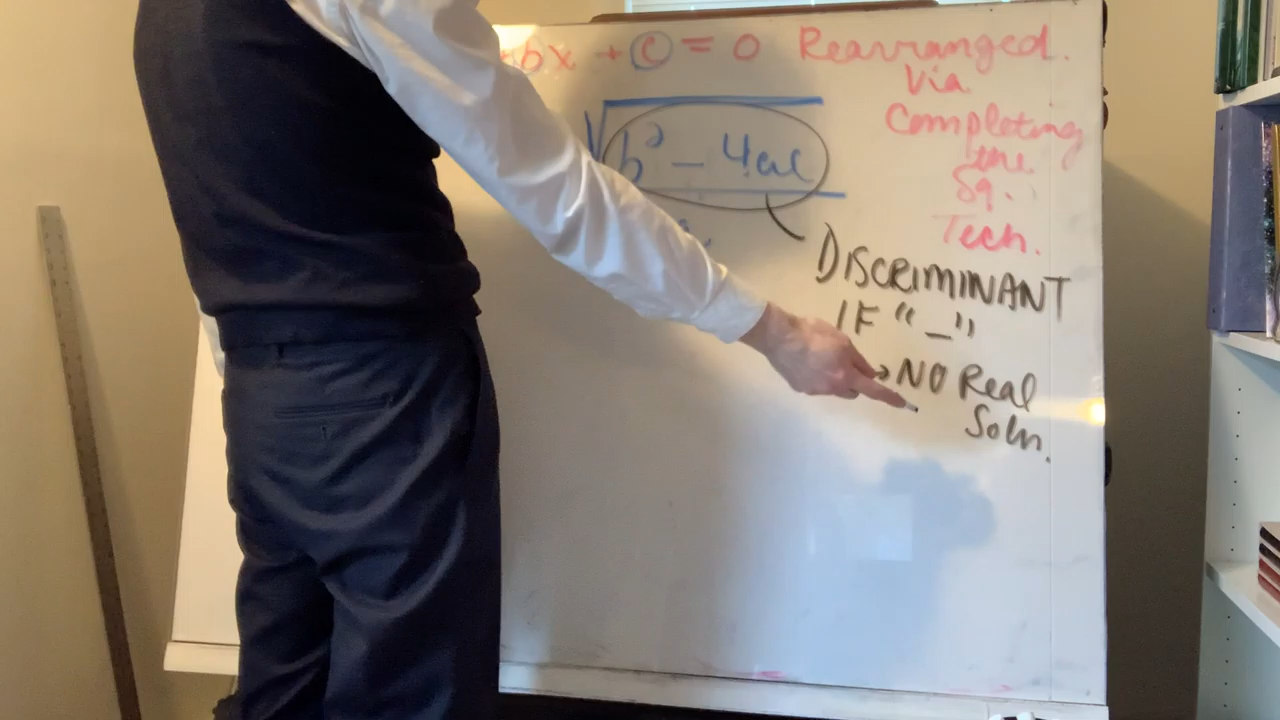 bx + c = 0 Rearranged.
Via
Completing
the
Sq.
Tech.
√b² - 4ac
DISCRIMINANT
IF "-"
→ NO Real
Soln.